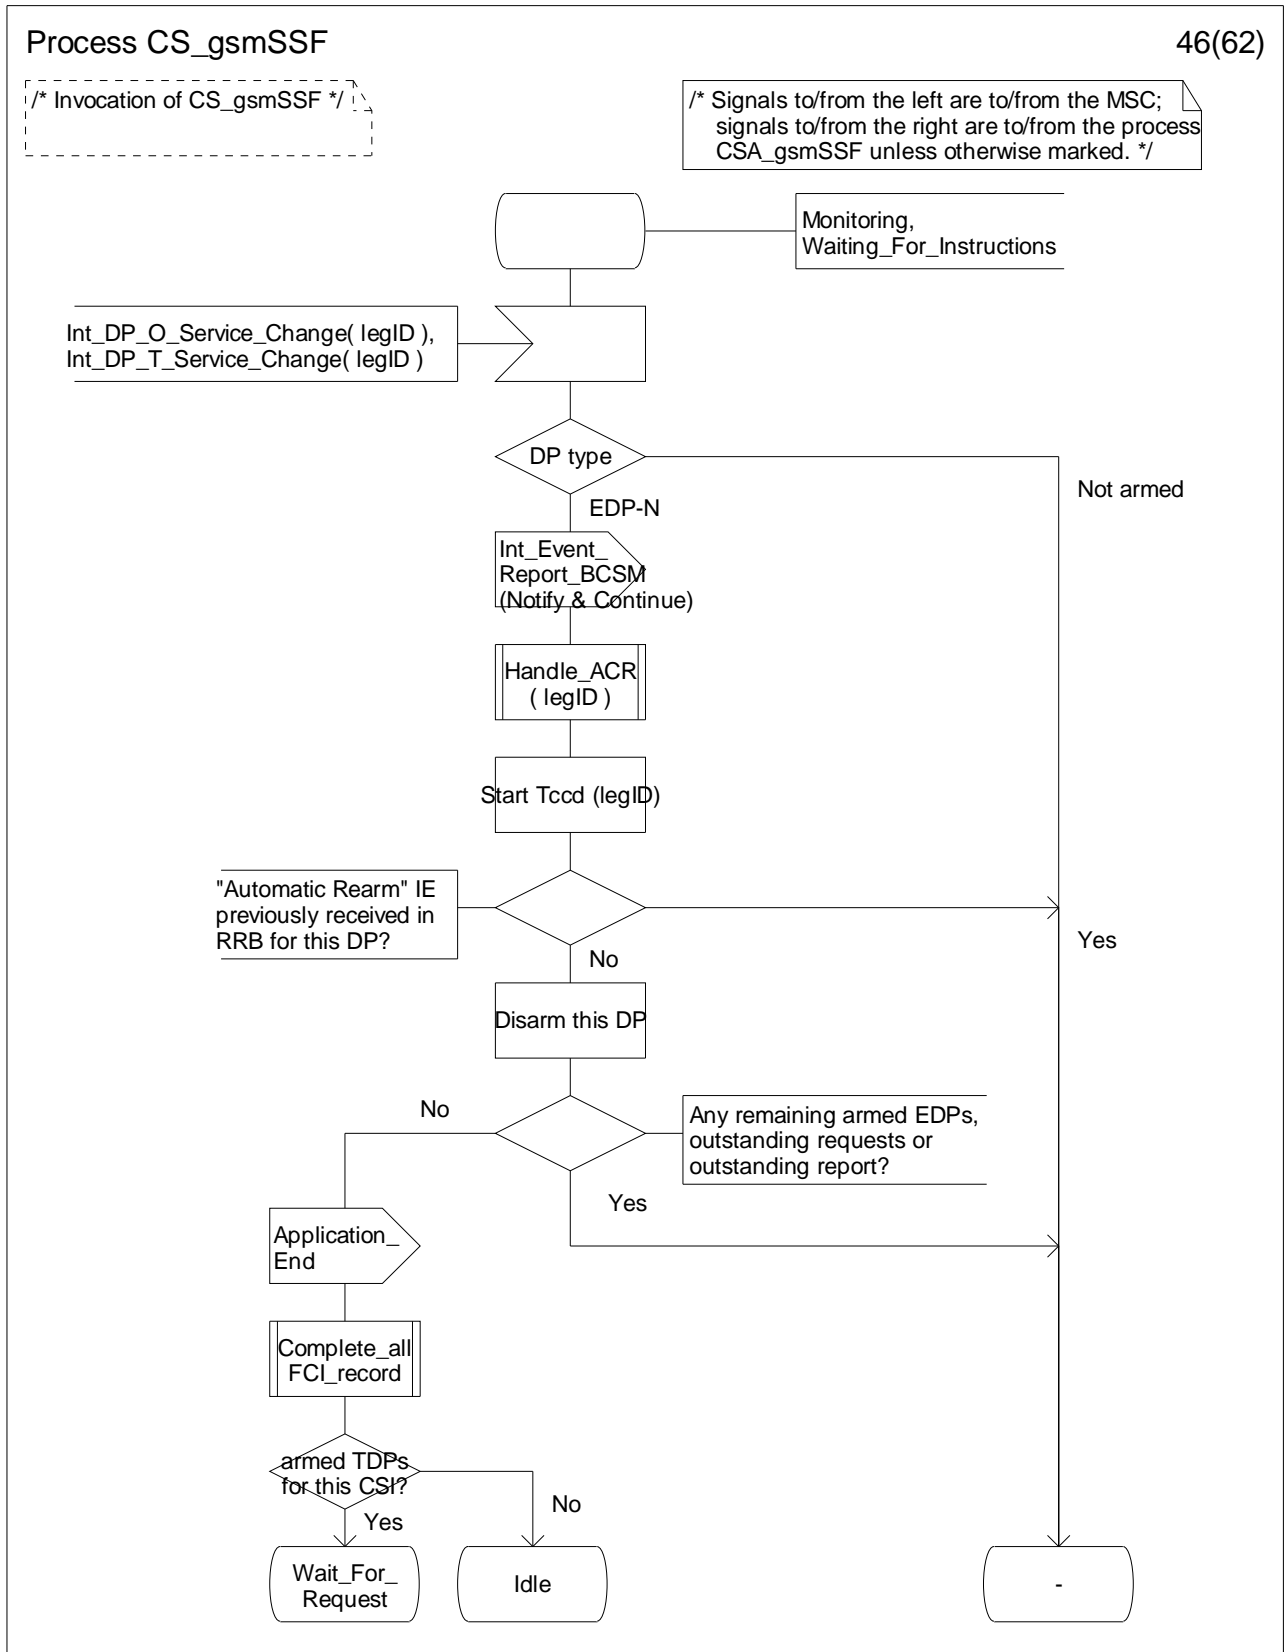 Process CS_gsmSSF
46(62)
/* Invocation of CS_gsmSSF */
/* Signals to/from the left are to/from the MSC;
signals to/from the right are to/from the process
CSA_gsmSSF unless otherwise marked. */
Monitoring,
Waiting_For_Instructions
Int_DP_O_Service_Change( legID ),
Int_DP_T_Service_Change( legID )
DP type
Not armed
EDP-N
Int_Event_
Report_BCSM
(Notify & Continue)
Handle_ACR
( legID )
Start Tccd (legID)
"Automatic Rearm" IE
previously received in
RRB for this DP?
Yes
No
Disarm this DP
No
Any remaining armed EDPs,
outstanding requests or
outstanding report?
Yes
Application_
End
Complete_all
FCI_record
armed TDPs
for this CSI?
No
Yes
Wait_For_
Request
Idle
-